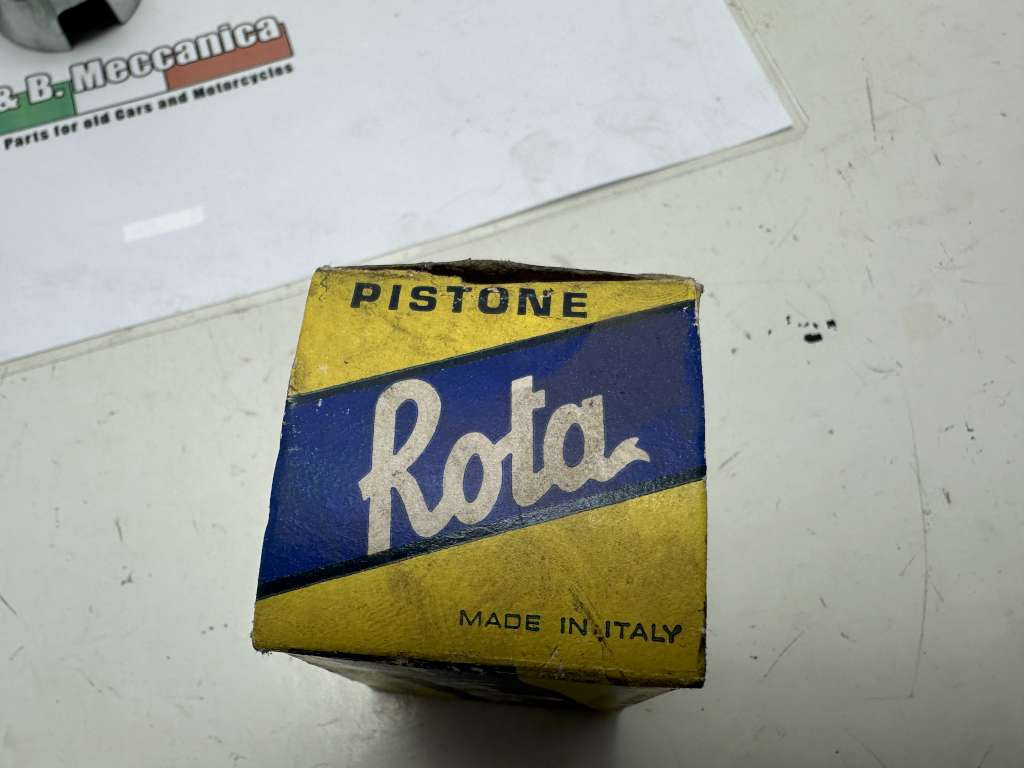 & B. Meccanica
Parts for old Cars and Motorcycles
PISTONE
Rota
MADE IN ITALY